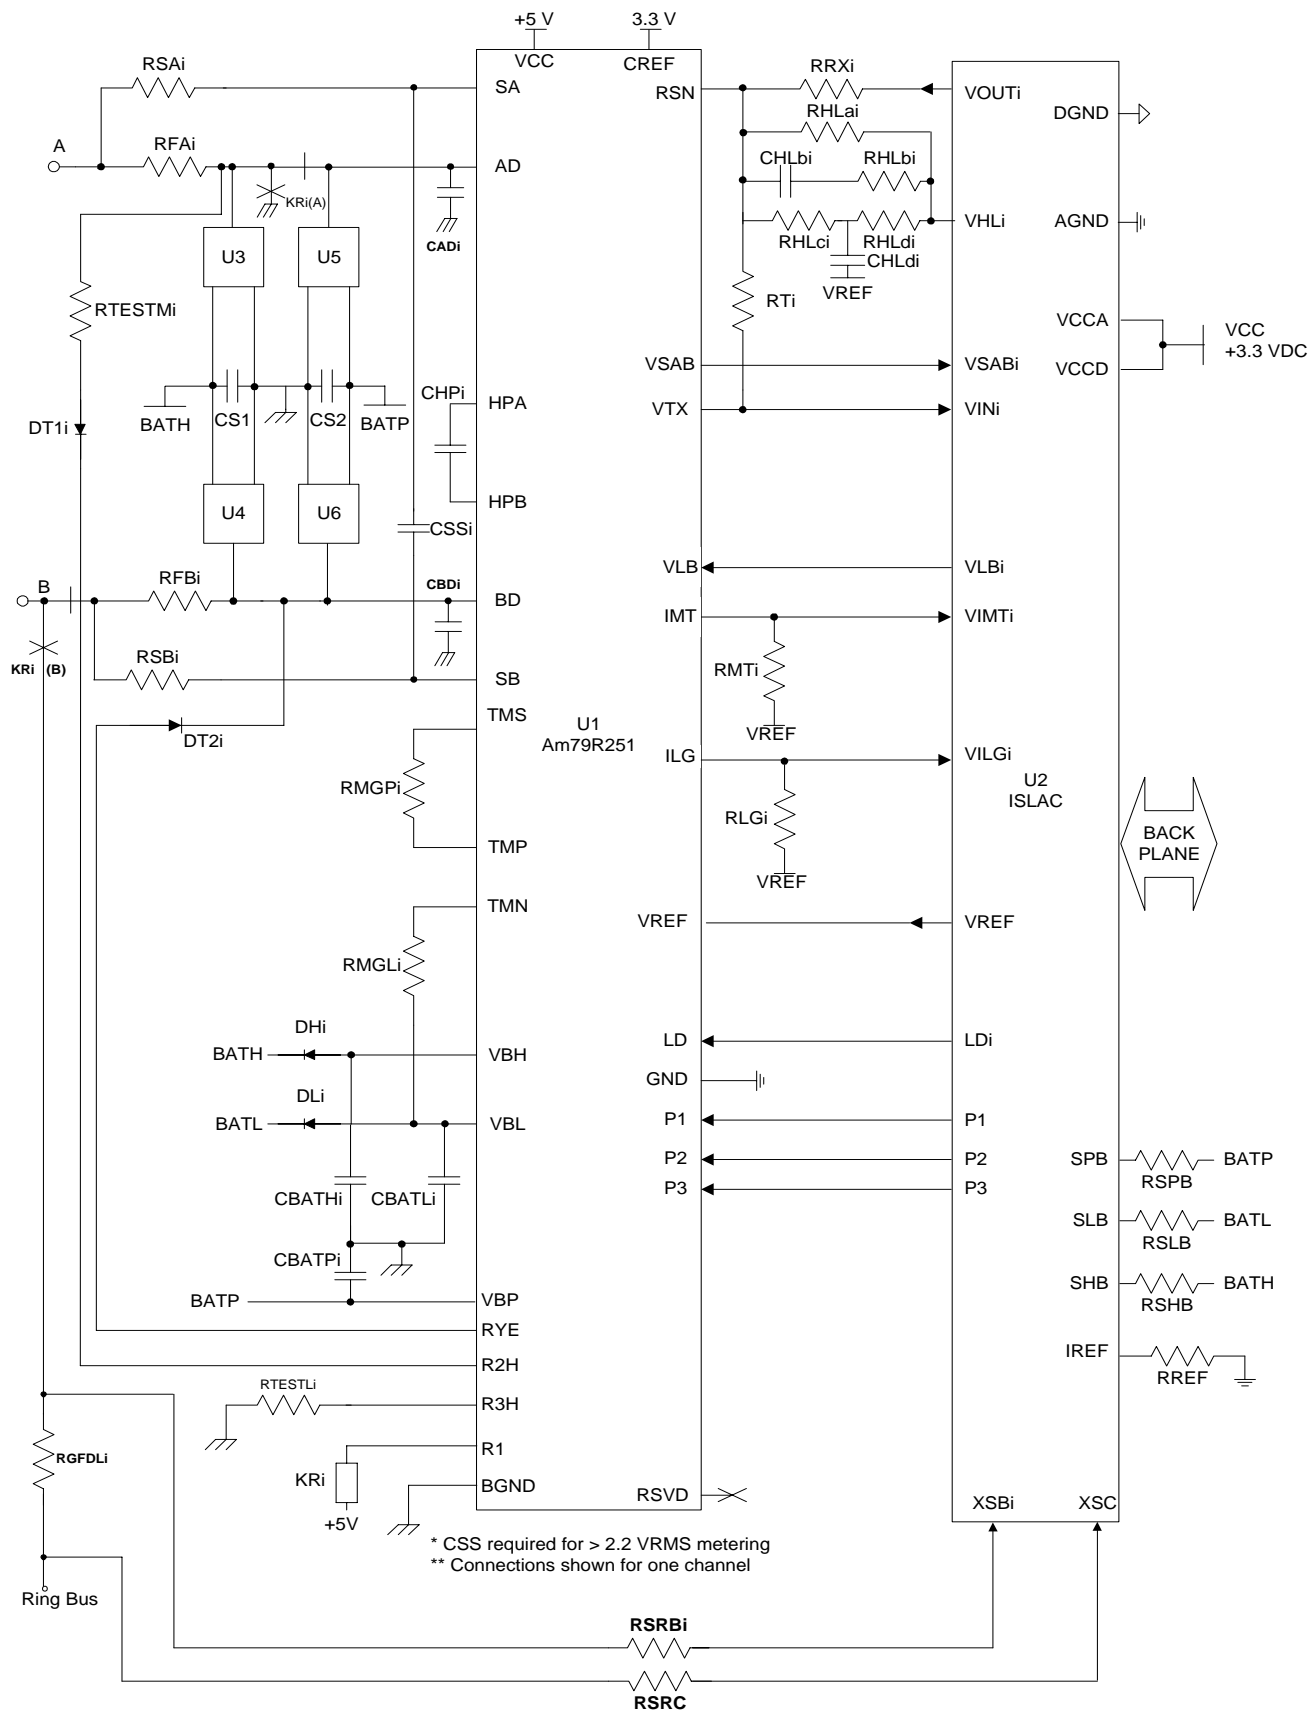 +5 V
3.3 V
VCC
CREF
RSAi
SA
RSN
RRXi
VOUTi
DGND
RHLai
A
RFAi
AD
CHLbi
RHLbi
KRi(A)
CADi
U3
U5
VHLi
AGND
RHLci
RHLdi
CHLdi
VREF
RTi
RTESTMi
VCCA
VCC
+3.3 VDC
VCCD
VSAB
VSABi
CHPi
HPA
VTX
VINi
BATH
CS1
CS2
BATP
DT1i
HPB
U4
U6
CSSi
VLB
VLBi
B
RFBi
CBDi
BD
IMT
VIMTi
KRi (B)
RSBi
SB
RMTi
TMS
DT2i
U1
Am79R251
VREF
ILG
VILGi
RMGPi
U2
ISLAC
RLGi
BACK
PLANE
TMP
VREF
TMN
VREF
VREF
RMGLi
DHi
LD
LDi
BATH
VBH
GND
DLi
BATL
VBL
P1
P1
P2
P2
SPB
BATP
RSPB
CBATHi
CBATLi
P3
P3
SLB
BATL
RSLB
CBATPi
SHB
BATH
RSHB
BATP
VBP
RYE
IREF
RREF
R2H
RTESTLi
R3H
RGFDLi
R1
KRi
BGND
RSVD
+5V
XSBi
XSC
* CSS required for > 2.2 VRMS metering
** Connections shown for one channel
Ring Bus
RSRBi
RSRC